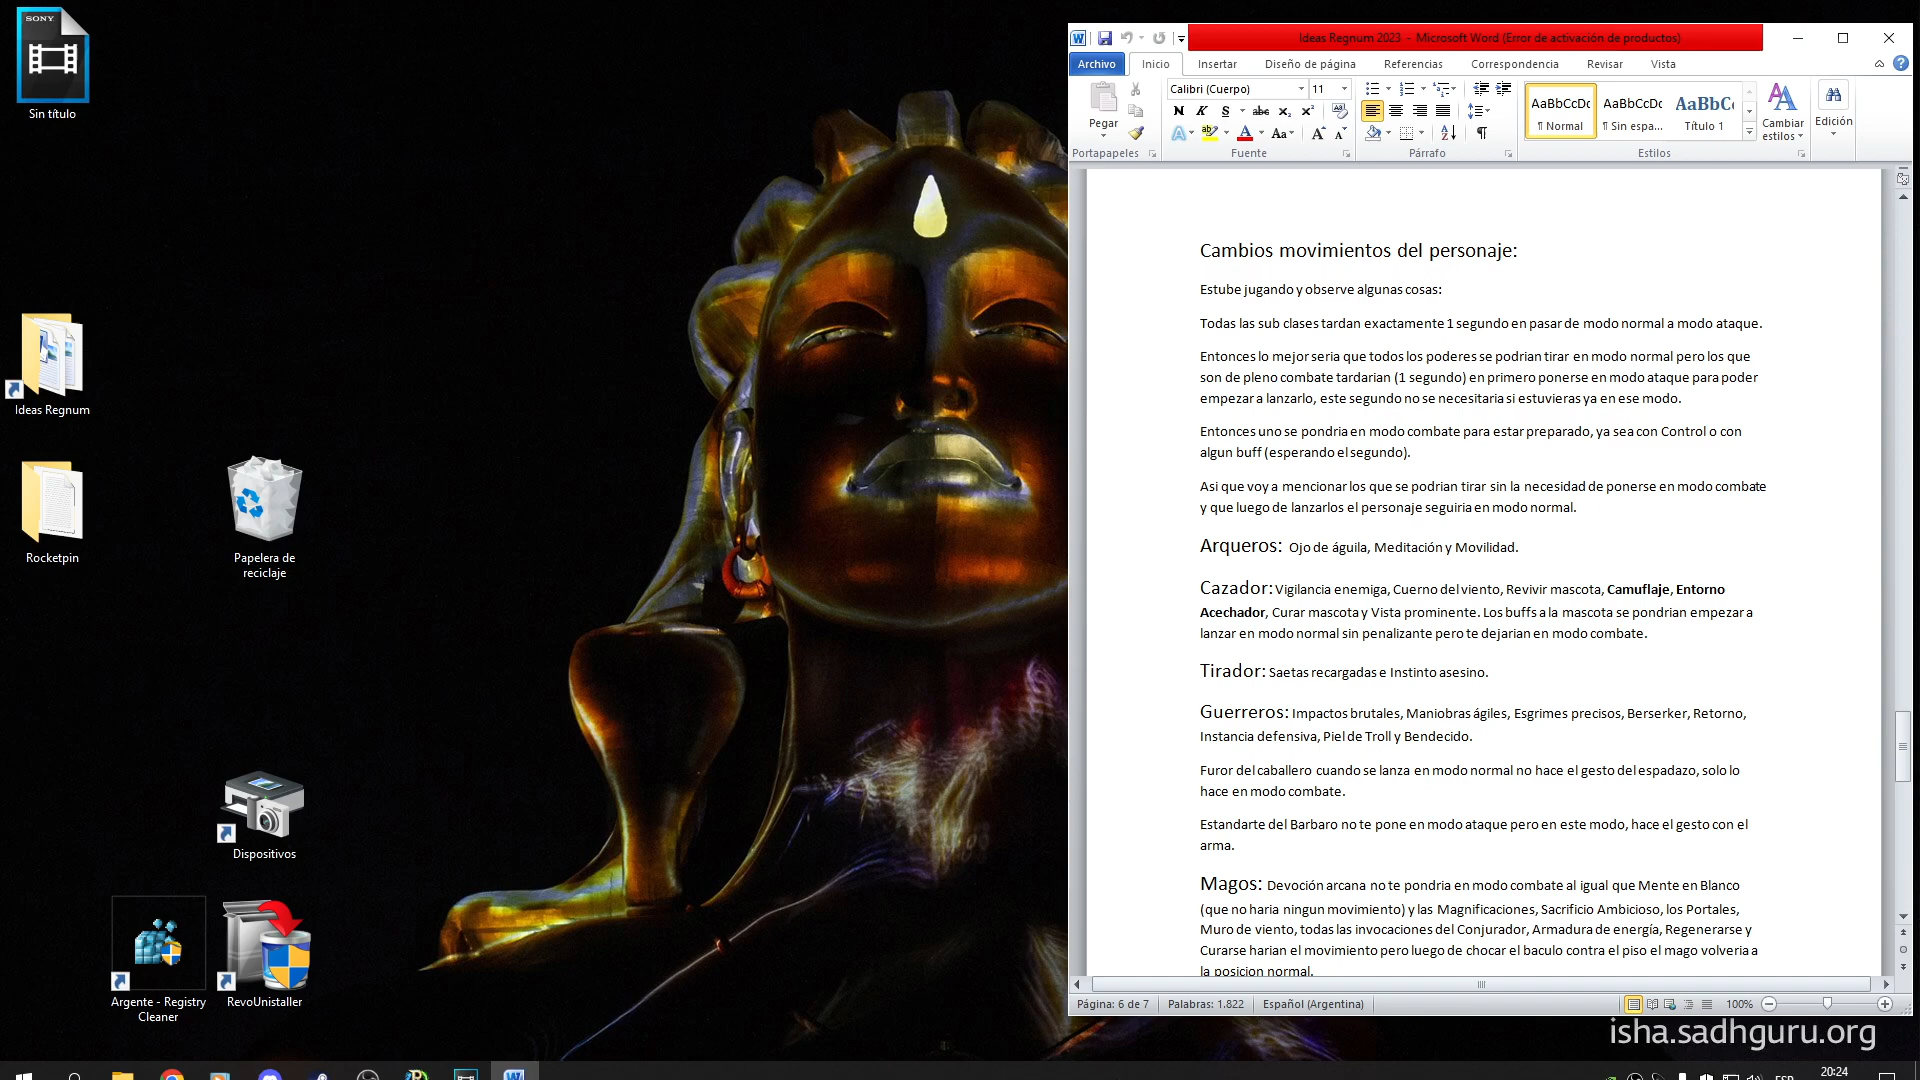 SONY
Sin título
Ideas Regnum
Rocketpin
Papelera de
reciclaje
Dispositivos
Argente - Registry
Cleaner
RevoUnistaller
Ideas Regnum 2023 - Microsoft Word (Error de activación de productos)
Archivo Inicio Insertar Diseño de página Referencias Correspondencia Revisar Vista
Calibri (Cuerpo) 11
Pegar
AaBbCcDc AaBbCcDc AaBbC
¶ Normal ¶ Sin espa... Título 1
Cambiar
estilos
Edición
Portapapeles Fuente Párrafo Estilos
Cambios movimientos del personaje:
Estube jugando y observe algunas cosas:
Todas las sub clases tardan exactamente 1 segundo en pasar de modo normal a modo ataque.
Entonces lo mejor seria que todos los poderes se podrian tirar en modo normal pero los que
son de pleno combate tardarian (1 segundo) en primero ponerse en modo ataque para poder
empezar a lanzarlo, este segundo no se necesitaria si estuvieras ya en ese modo.
Entonces uno se pondria en modo combate para estar preparado, ya sea con Control o con
algun buff (esperando el segundo).
Asi que voy a mencionar los que se podrian tirar sin la necesidad de ponerse en modo combate
y que luego de lanzarlos el personaje seguiria en modo normal.
Arqueros: Ojo de águila, Meditación y Movilidad.
Cazador: Vigilancia enemiga, Cuerno del viento, Revivir mascota, Camuflaje, Entorno
Acechador, Curar mascota y Vista prominente. Los buffs a la mascota se pondrian empezar a
lanzar en modo normal sin penalizante pero te dejarian en modo combate.
Tirador: Saetas recargadas e Instinto asesino.
Guerreros: Impactos brutales, Maniobras ágiles, Esgrimes precisos, Berserker, Retorno,
Instancia defensiva, Piel de Troll y Bendecido.
Furor del caballero cuando se lanza en modo normal no hace el gesto del espadazo, solo lo
hace en modo combate.
Estandarte del Barbaro no te pone en modo ataque pero en este modo, hace el gesto con el
arma.
Magos: Devoción arcana no te pondria en modo combate al igual que Mente en Blanco
(que no haria ningun movimiento) y las Magnificaciones, Sacrificio Ambicioso, los Portales,
Muro de viento, todas las invocaciones del Conjurador, Armadura de energía, Regenerarse y
Curarse harian el movimiento pero luego de chocar el baculo contra el piso el mago volveria a
la posicion normal.
Página: 6 de 7 Palabras: 1.822 Español (Argentina) 100%
isha.sadhguru.org
ESP 20:24